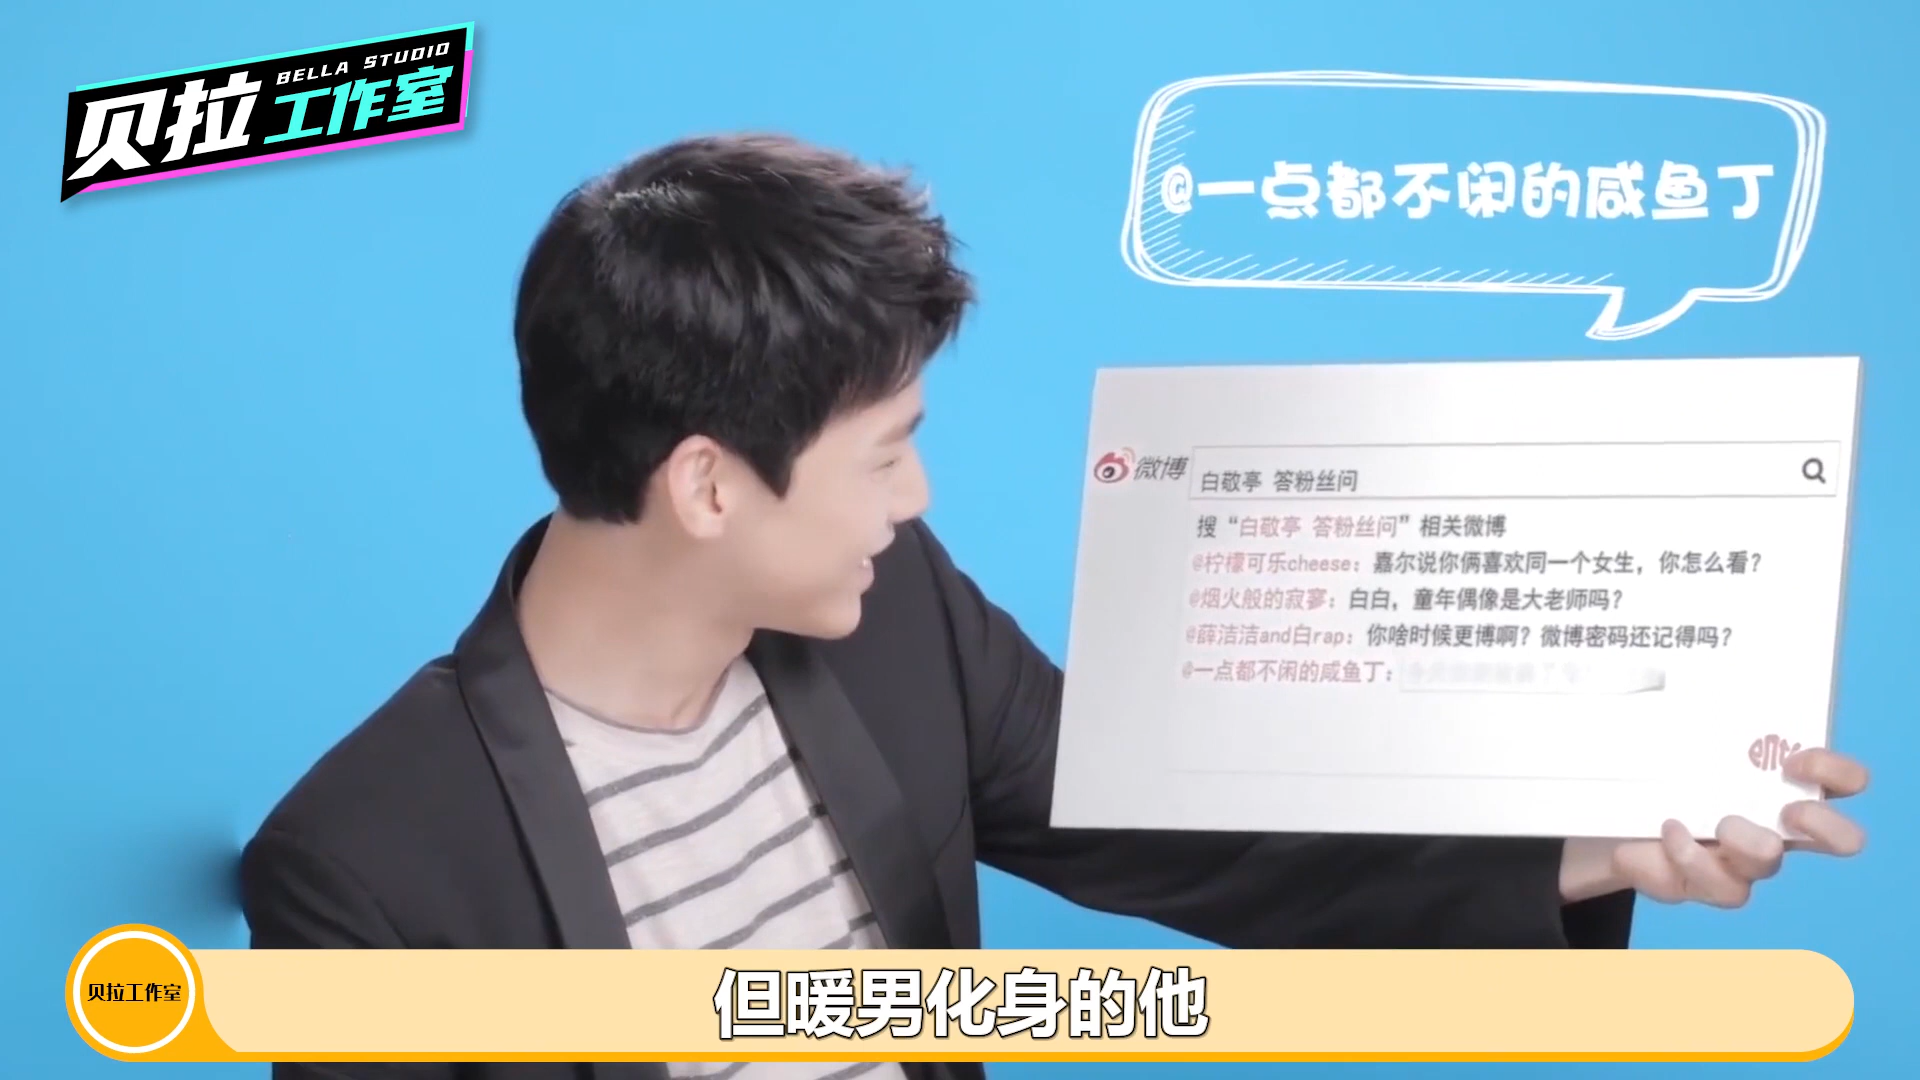 贝拉工作室
BELLA STUDIO
@一点都不闲的咸鱼丁
微博
白敬亭 答粉丝问
搜“白敬亭 答粉丝问”相关微博
@柠檬可乐cheese：嘉尔说你俩喜欢同一个女生，你怎么看？
@烟火般的寂寥：白白，童年偶像是大老师吗？
@薛洁洁and白rap：你啥时候更博啊？微博密码还记得吗？
@一点都不闲的咸鱼丁：
贝拉工作室
但暖男化身的他